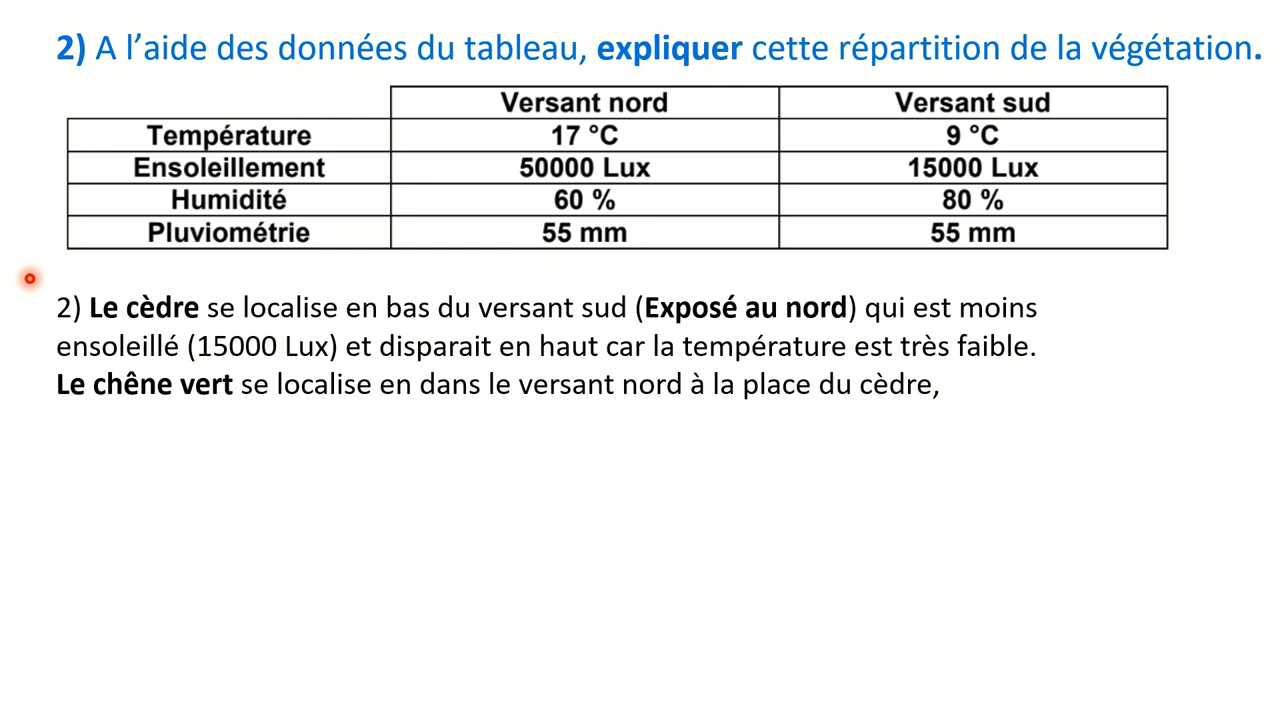 2) A l’aide des données du tableau, expliquer cette répartition de la végétation.
Versant nord Versant sud
Température 17 °C 9 °C
Ensoleillement 50000 Lux 15000 Lux
Humidité 60 % 80 %
Pluviométrie 55 mm 55 mm
2) Le cèdre se localise en bas du versant sud (Exposé au nord) qui est moins
ensoleillé (15000 Lux) et disparait en haut car la température est très faible.
Le chêne vert se localise en dans le versant nord à la place du cèdre,